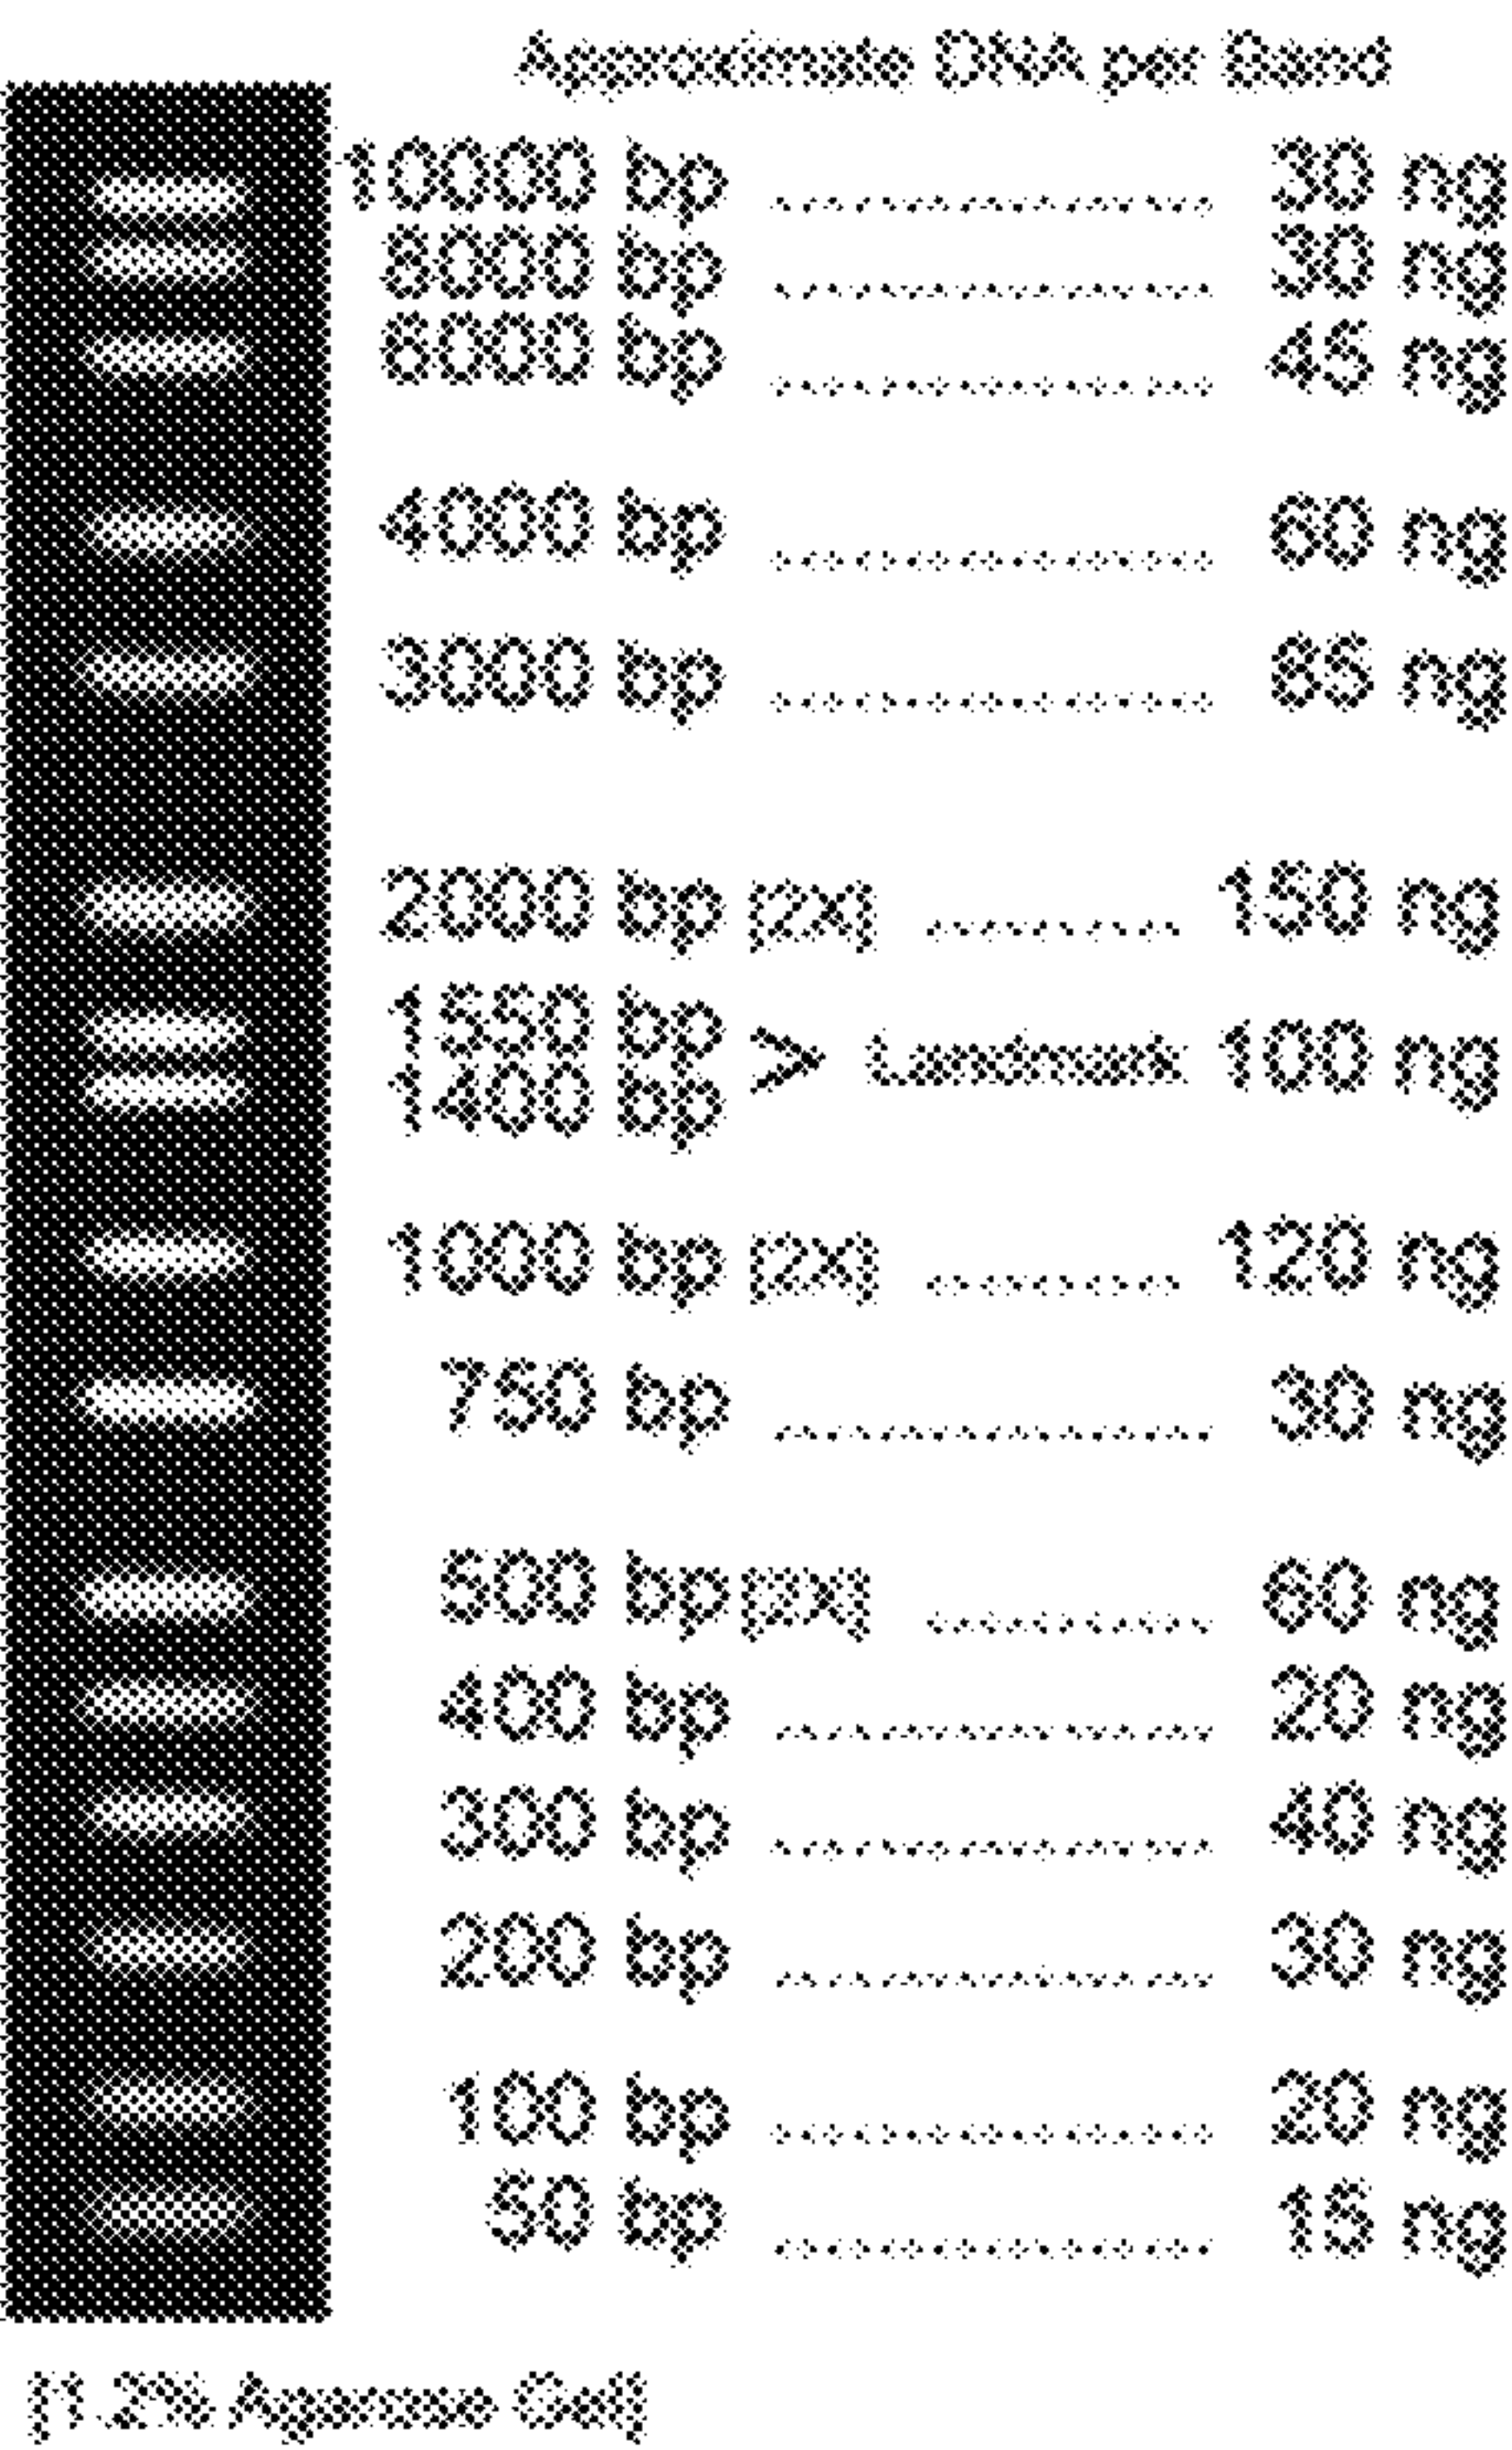 Approximate DNA per Band
10000 bp ................. 30 ng
8000 bp ................. 30 ng
6000 bp ................. 45 ng
4000 bp ................. 60 ng
3000 bp ................. 85 ng
2000 bp [2X] .......... 150 ng
1550 bp
> Landmark 100 ng
1400 bp
1000 bp [2X] .......... 120 ng
750 bp ................. 30 ng
500 bp [3X] ........... 60 ng
400 bp ................. 20 ng
300 bp ................. 40 ng
200 bp ................. 30 ng
100 bp ................. 20 ng
50 bp ................. 15 ng
[1.2% Agarose Gel]